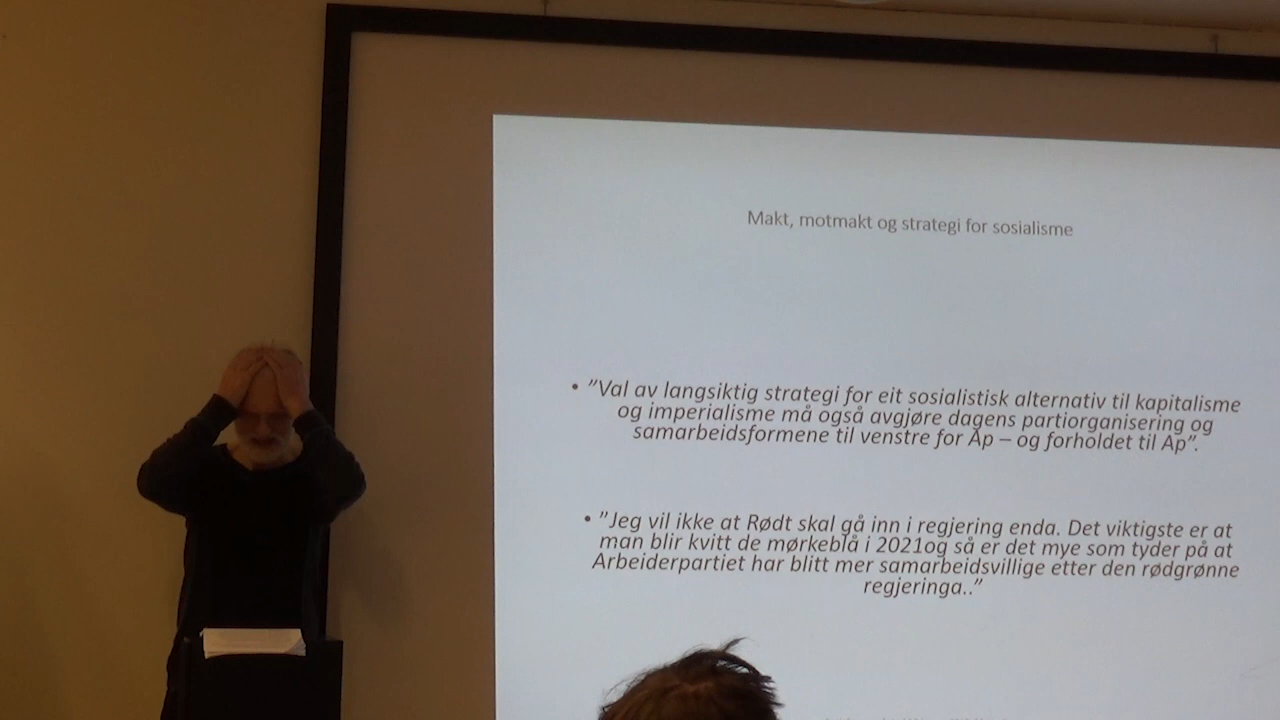 Makt, motmakt og strategi for sosialisme
• ”Val av langsiktig strategi for eit sosialistisk alternativ til kapitalisme
og imperialisme må også avgjøre dagens partiorganisering og
samarbeidsformene til venstre for Ap – og forholdet til Ap”.
• ”Jeg vil ikke at Rødt skal gå inn i regjering enda. Det viktigste er at
man blir kvitt de mørkeblå i 2021og så er det mye som tyder på at
Arbeiderpartiet har blitt mer samarbeidsvillige etter den rødgrønne
regjeringa..”